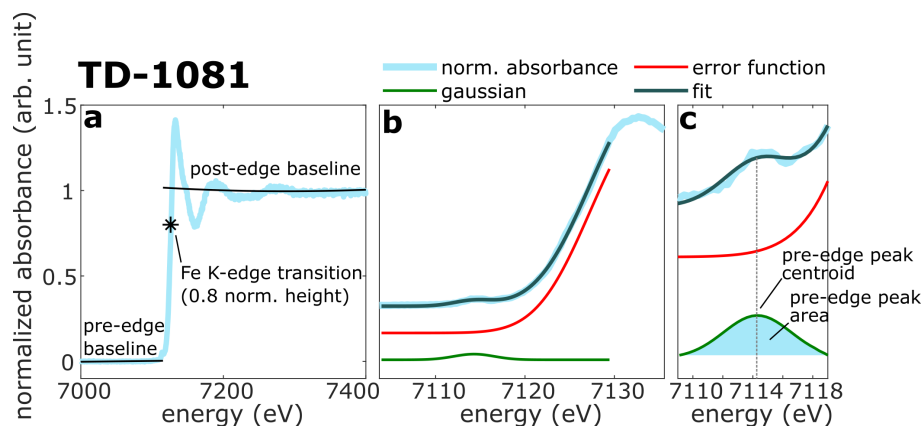 TD-1081
norm. absorbance
error function
gaussian
fit
normalized absorbance (arb. unit)
a
1.5
1
0.5
0
post-edge baseline
Fe K-edge transition
(0.8 norm. height)
pre-edge
baseline
7000
7200
7400
energy (eV)
b
7110
7120
7130
energy (eV)
c
pre-edge peak
centroid
pre-edge peak
area
7110
7114
7118
energy (eV)